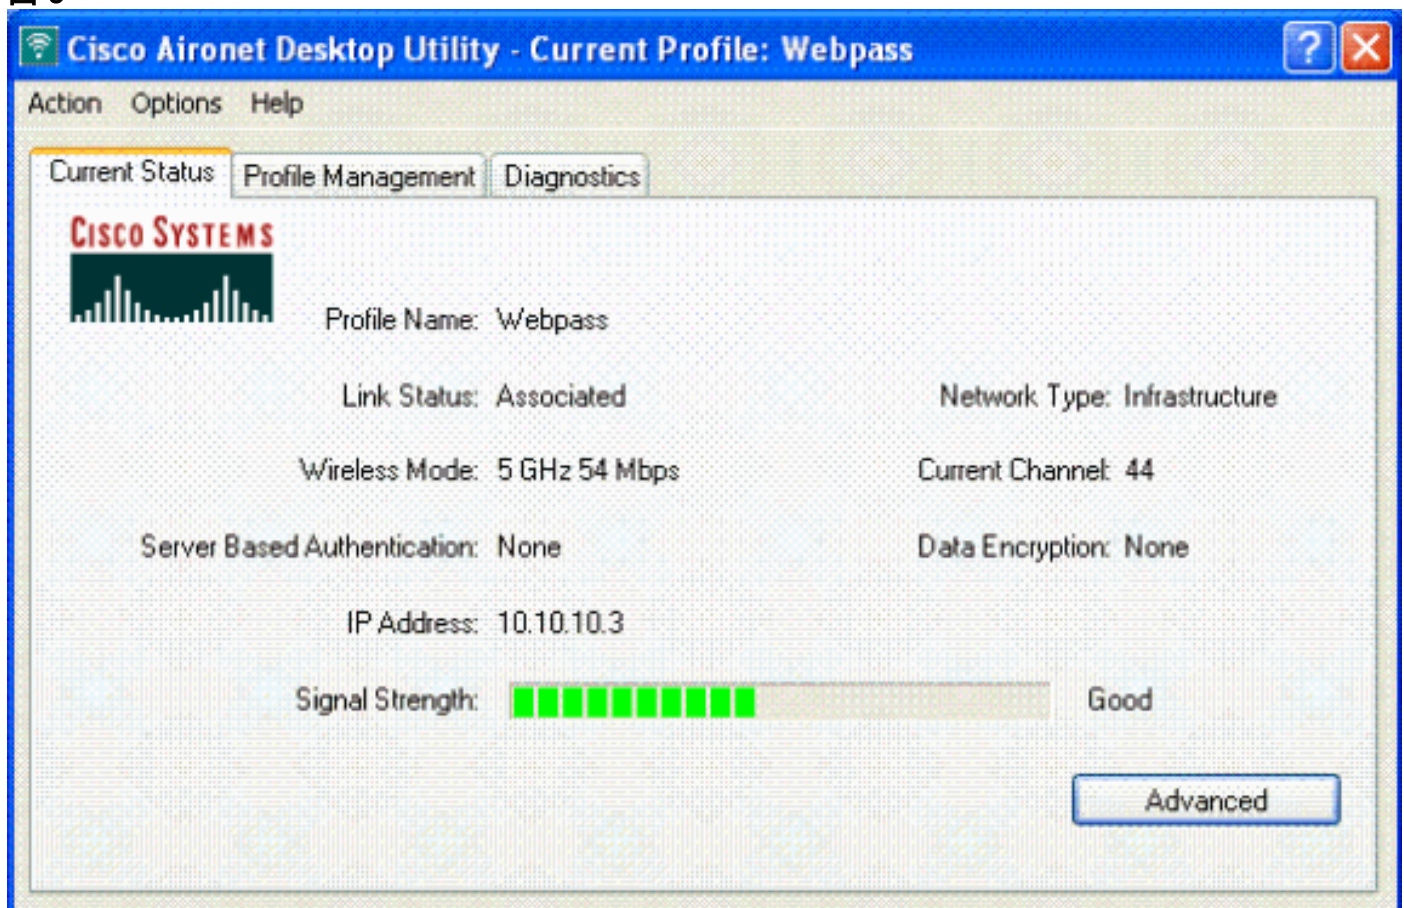 Cisco Aironet Desktop Utility - Current Profile: Webpass
?
Action Options Help
Current Status Profile Management Diagnostics
CISCO SYSTEMS
Profile Name: Webpass
Link Status: Associated Network Type: Infrastructure
Wireless Mode: 5 GHz 54 Mbps Current Channel: 44
Server Based Authentication: None Data Encryption: None
IP Address: 10.10.10.3
Signal Strength: Good
Advanced